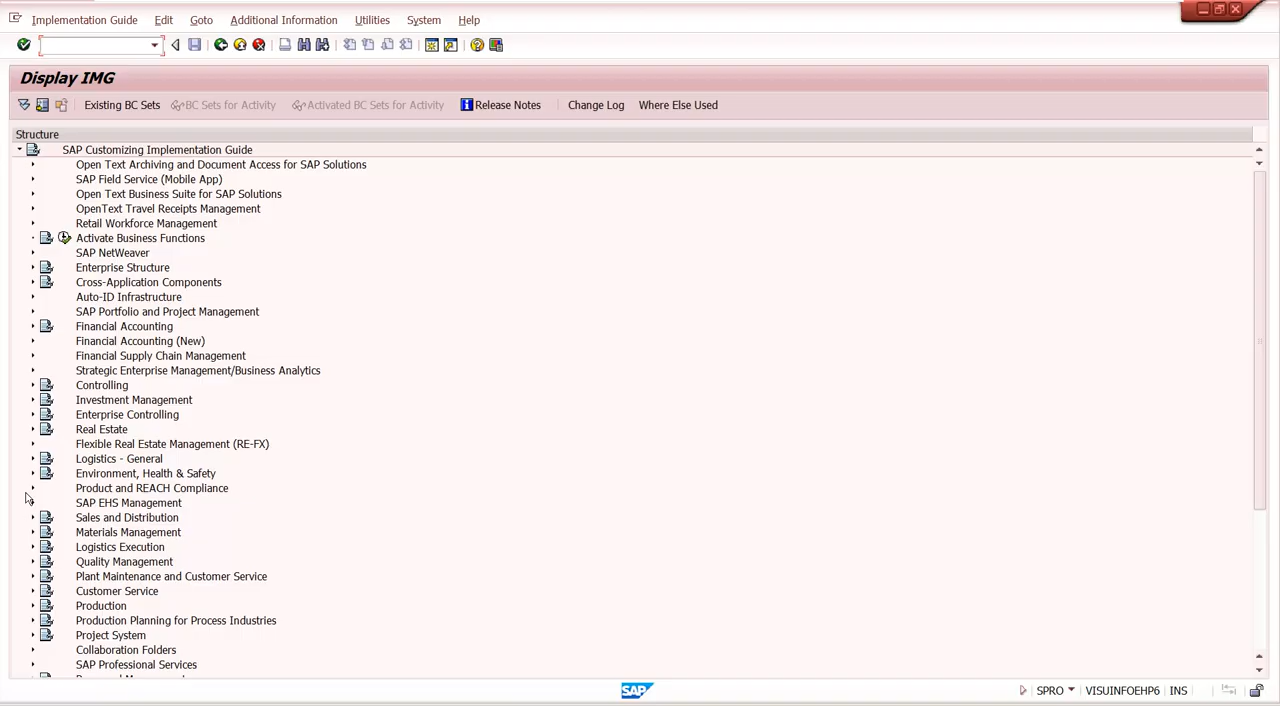 Implementation Guide Edit Goto Additional Information Utilities System Help
Display IMG
Existing BC Sets BC Sets for Activity Activated BC Sets for Activity Release Notes Change Log Where Else Used
Structure
SAP Customizing Implementation Guide
Open Text Archiving and Document Access for SAP Solutions
SAP Field Service (Mobile App)
Open Text Business Suite for SAP Solutions
OpenText Travel Receipts Management
Retail Workforce Management
Activate Business Functions
SAP NetWeaver
Enterprise Structure
Cross-Application Components
Auto-ID Infrastructure
SAP Portfolio and Project Management
Financial Accounting
Financial Accounting (New)
Financial Supply Chain Management
Strategic Enterprise Management/Business Analytics
Controlling
Investment Management
Enterprise Controlling
Real Estate
Flexible Real Estate Management (RE-FX)
Logistics - General
Environment, Health & Safety
Product and REACH Compliance
SAP EHS Management
Sales and Distribution
Materials Management
Logistics Execution
Quality Management
Plant Maintenance and Customer Service
Customer Service
Production
Production Planning for Process Industries
Project System
Collaboration Folders
SAP Professional Services
SAP SPRO VISUINFOEHP6 INS